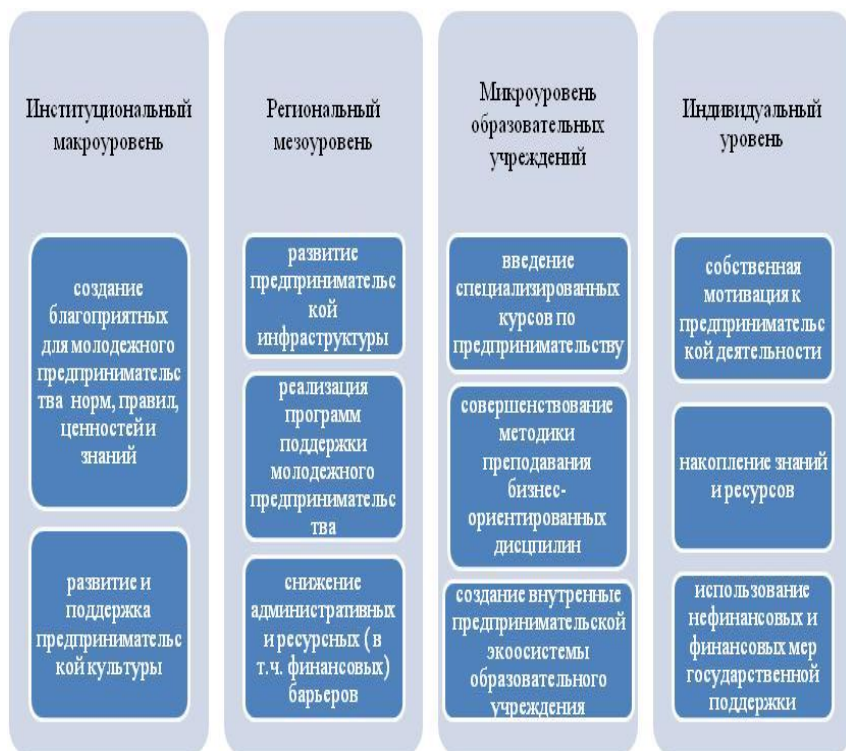 Институциональный
макроуровень
создание
благоприятных
для молодежного
предпринимательс
тва норм, правил,
ценностей и
знаний
развитие и
поддержка
предпринимательс
кой культуры
Региональный
мезоуровень
развитие
предпринимательс
кой
инфраструктуры
реализация
программ
поддержки
молодежного
предпринимательс
тва
снижение
административных
и ресурсных ( в
т.ч. финансовых)
барьеров
Микроуровень
образовательных
учреждений
введение
специализированных
курсов по
предпринимательству
совершенствование
методики
преподавания
бизнес-
ориентированных
дисцпилин
создание внутренные
предпринимательской
экоосистемы
образовательного
учреждения
Индивидуальный
уровень
собственная
мотивация к
предпринимательс
кой деятельности
накопление знаний
и ресурсов
использование
нефинансовых и
финансовых мер
государственной
поддержки